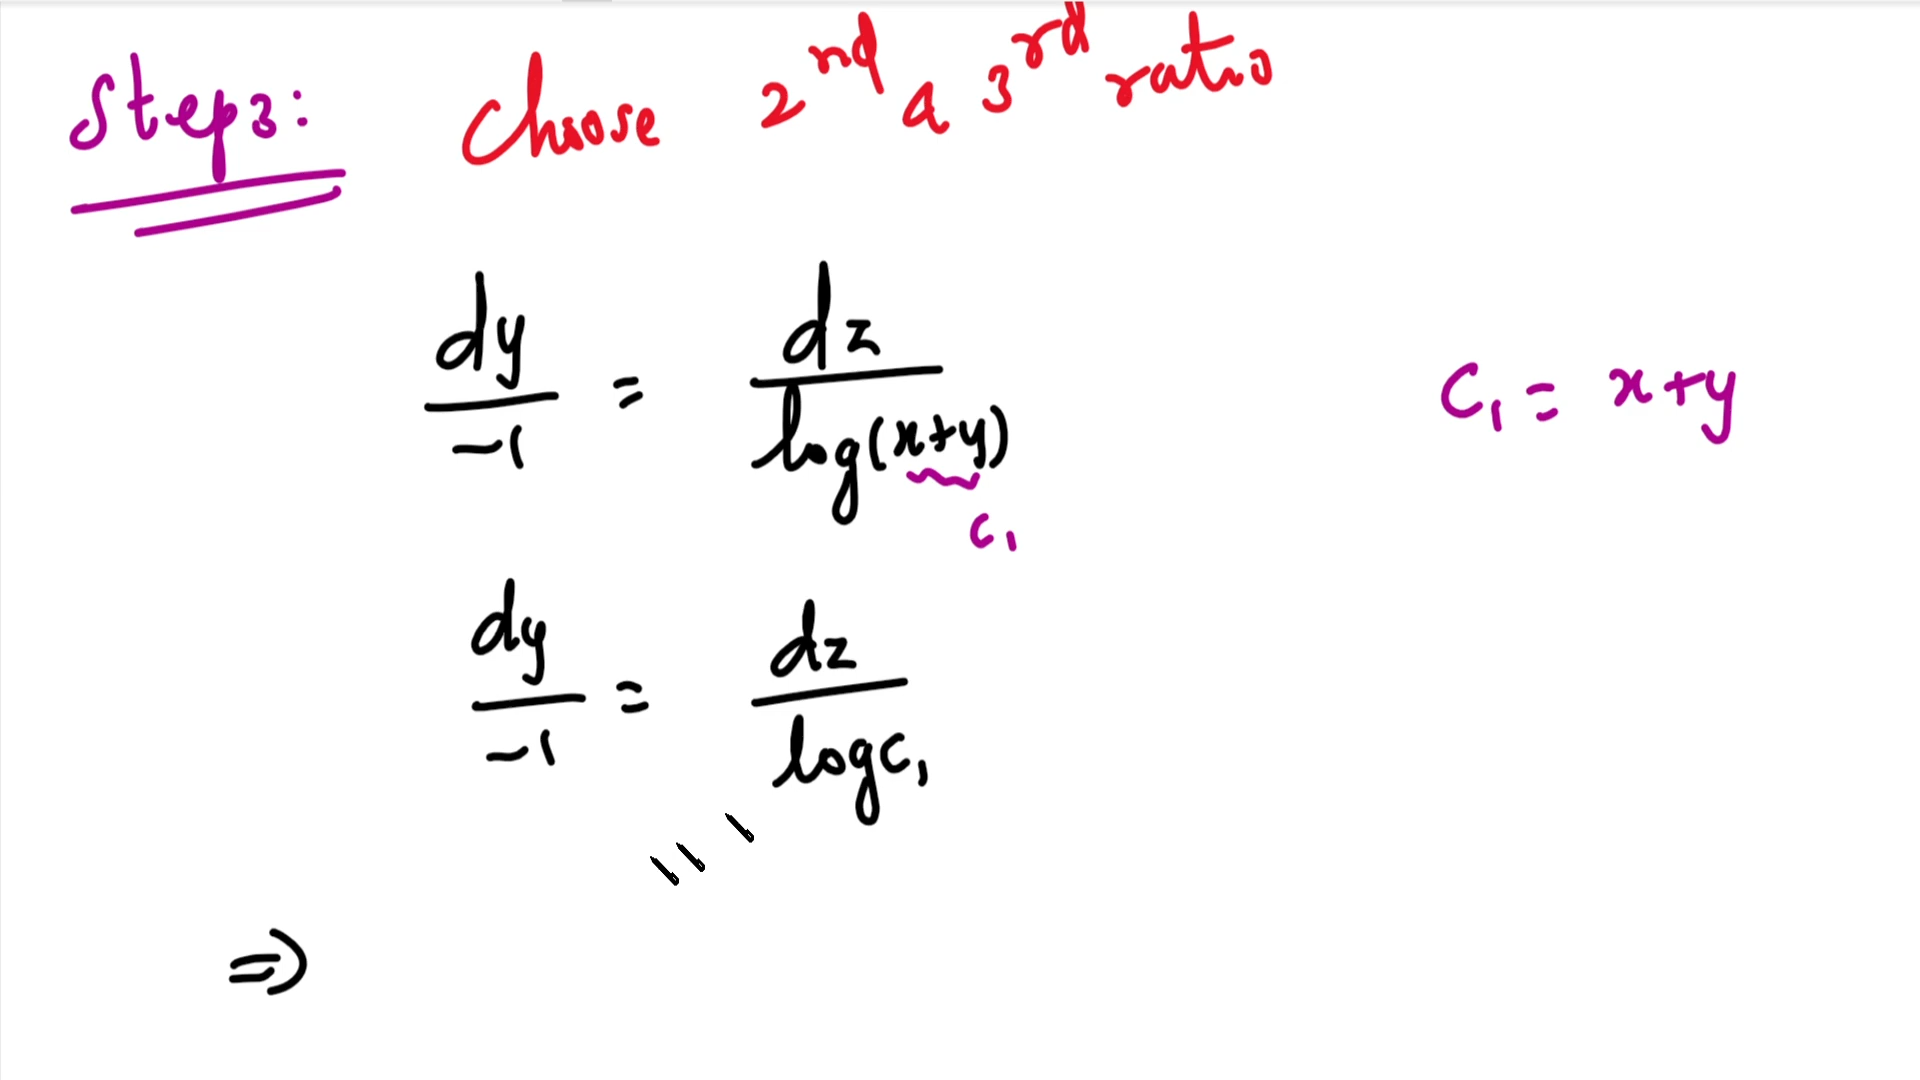 Step3: Choose 2nd & 3rd ratio
dy/-1 = dz/log(x+y)
C1 = x+y
C1
dy/-1 = dz/logC1
⇒